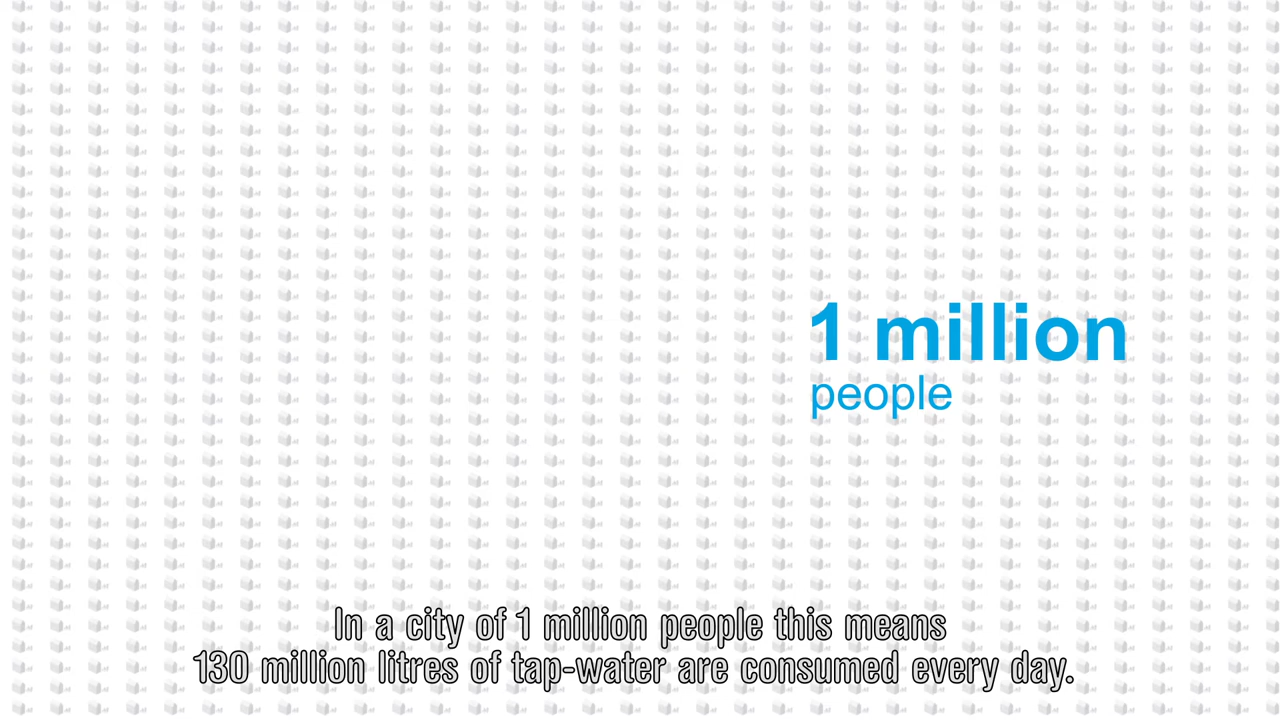 1 million
people
In a city of 1 million people this means
130 million litres of tap-water are consumed every day.